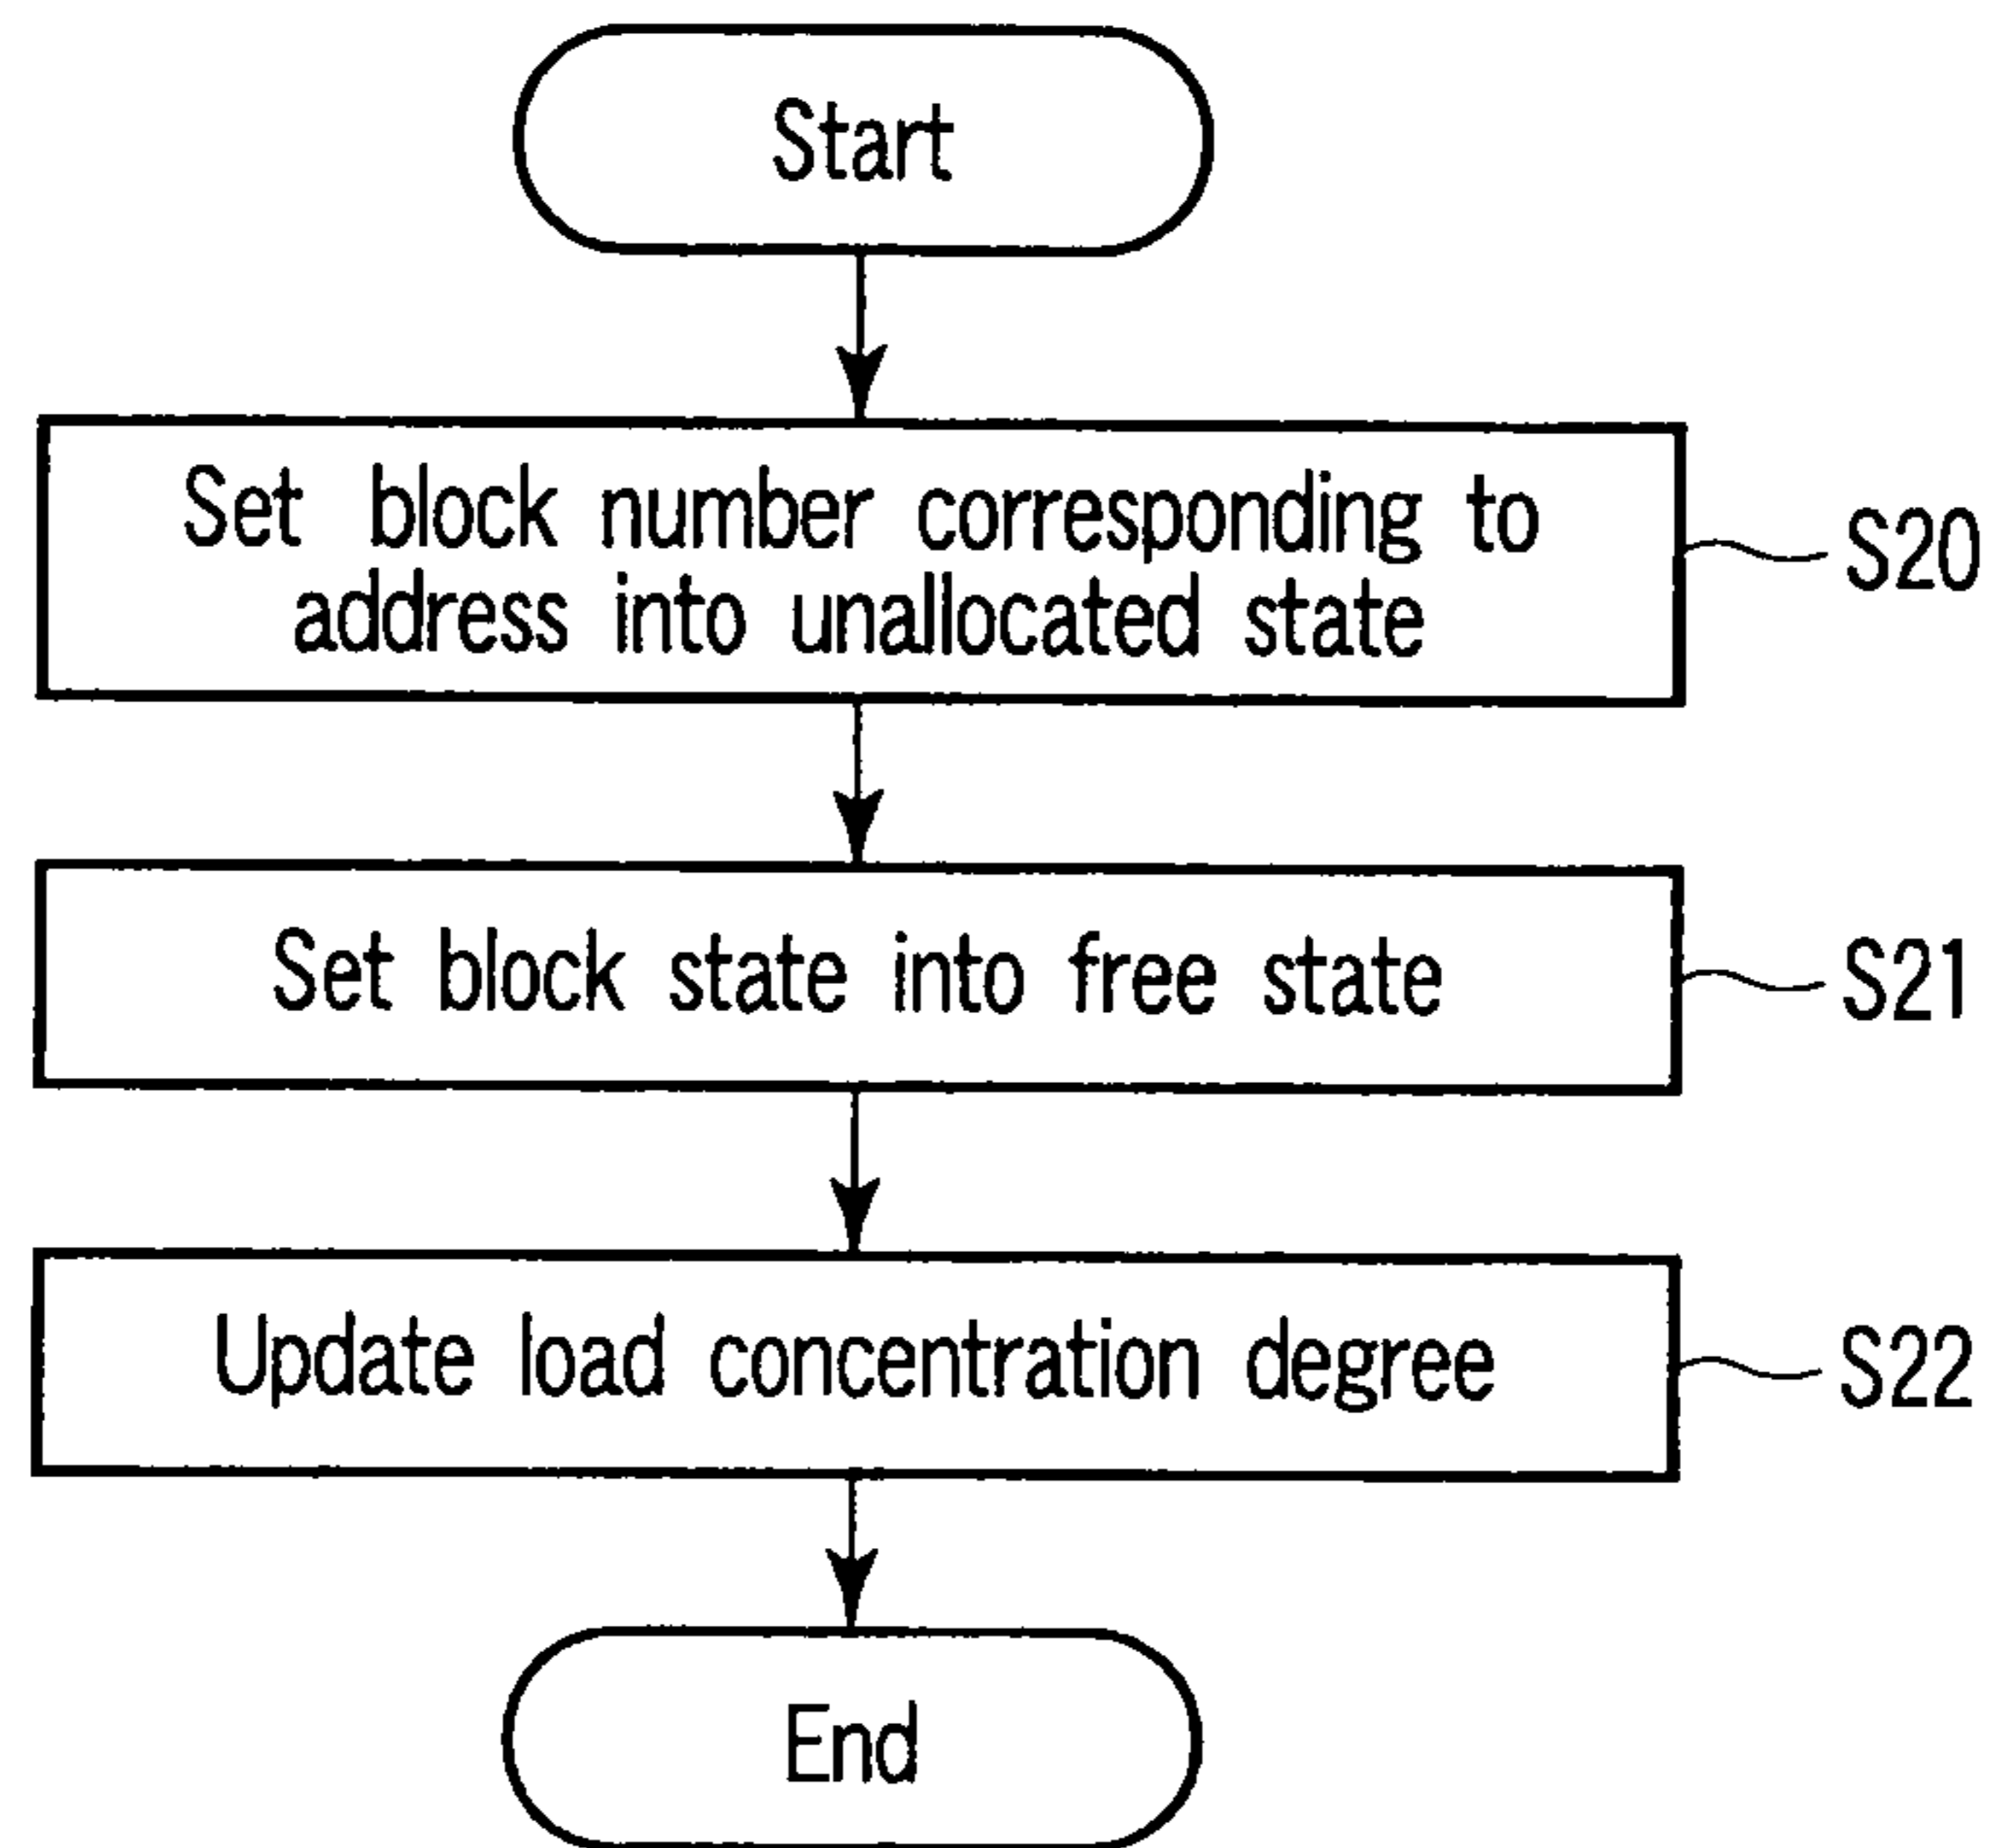 Start
Set block number corresponding to
address into unallocated state
S20
Set block state into free state
S21
Update load concentration degree
S22
End